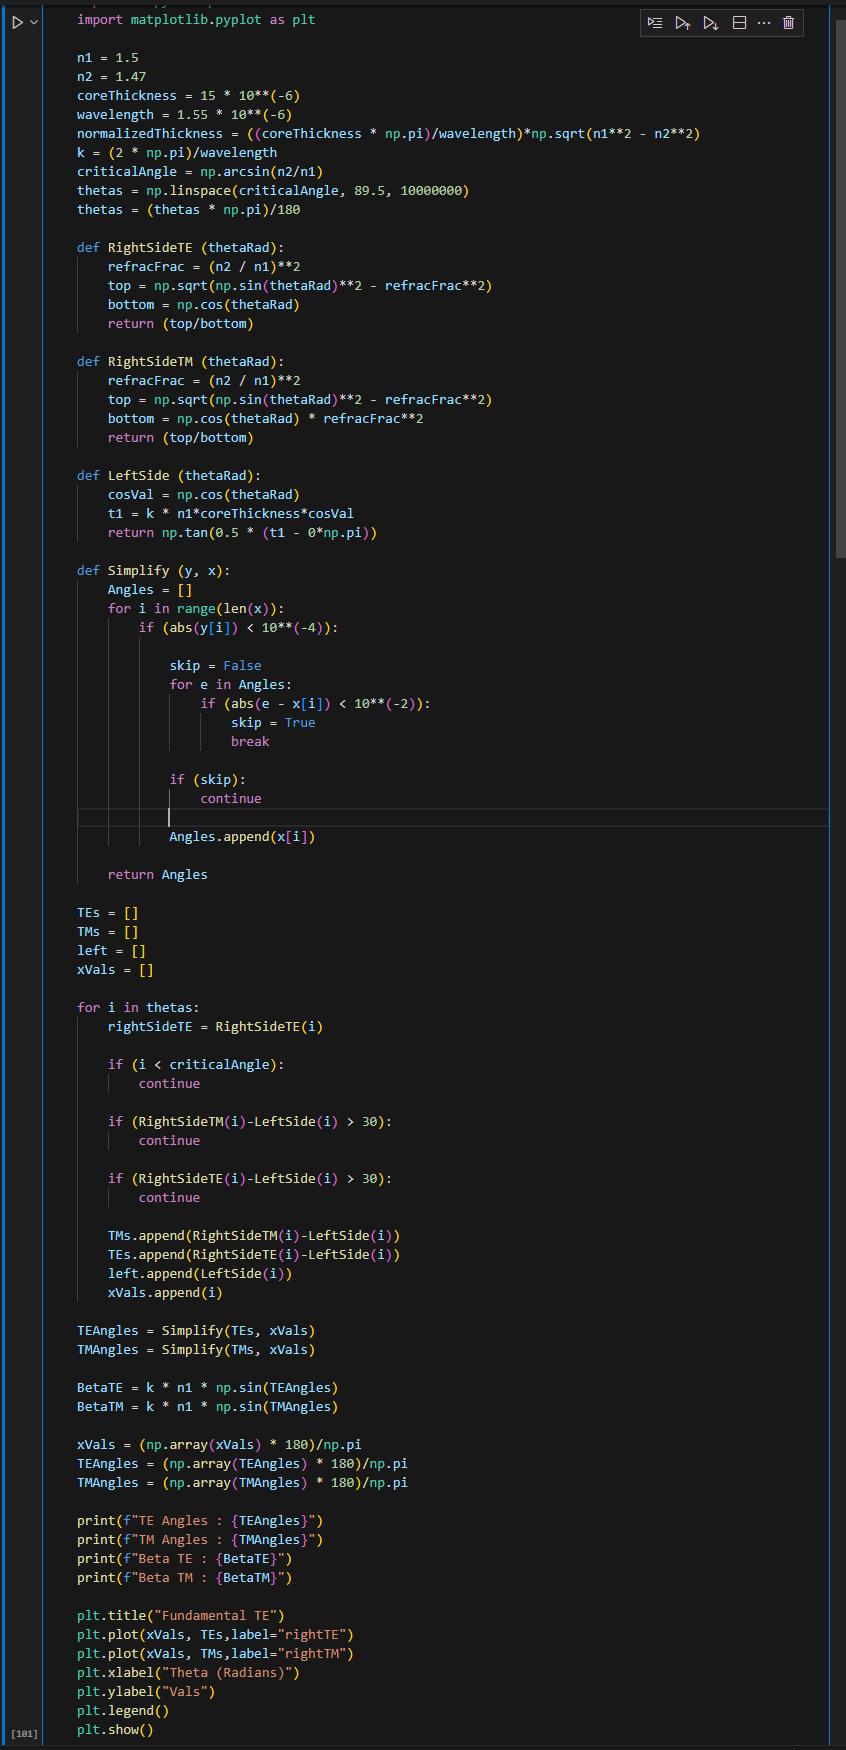 import matplotlib.pyplot as plt
n1 = 1.5
n2 = 1.47
coreThickness = 15 * 10**(-6)
wavelength = 1.55 * 10**(-6)
normalizedThickness = ((coreThickness * np.pi)/wavelength)*np.sqrt(n1**2 - n2**2)
k = (2 * np.pi)/wavelength
criticalAngle = np.arcsin(n2/n1)
thetas = np.linspace(criticalAngle, 89.5, 10000000)
thetas = (thetas * np.pi)/180
def RightSideTE (thetaRad):
    refracFrac = (n2 / n1)**2
    top = np.sqrt(np.sin(thetaRad)**2 - refracFrac**2)
    bottom = np.cos(thetaRad)
    return (top/bottom)
def RightSideTM (thetaRad):
    refracFrac = (n2 / n1)**2
    top = np.sqrt(np.sin(thetaRad)**2 - refracFrac**2)
    bottom = np.cos(thetaRad) * refracFrac**2
    return (top/bottom)
def LeftSide (thetaRad):
    cosVal = np.cos(thetaRad)
    t1 = k * n1*coreThickness*cosVal
    return np.tan(0.5 * (t1 - 0*np.pi))
def Simplify (y, x):
    Angles = []
    for i in range(len(x)):
        if (abs(y[i]) < 10**(-4)):
            skip = False
            for e in Angles:
                if (abs(e - x[i]) < 10**(-2)):
                    skip = True
                    break
            if (skip):
                continue
            Angles.append(x[i])
    return Angles
TEs = []
TMs = []
left = []
xVals = []
for i in thetas:
    rightSideTE = RightSideTE(i)
    if (i < criticalAngle):
        continue
    if (RightSideTM(i)-LeftSide(i) > 30):
        continue
    if (RightSideTE(i)-LeftSide(i) > 30):
        continue
    TMs.append(RightSideTM(i)-LeftSide(i))
    TEs.append(RightSideTE(i)-LeftSide(i))
    left.append(LeftSide(i))
    xVals.append(i)
TEAngles = Simplify(TEs, xVals)
TMAngles = Simplify(TMs, xVals)
BetaTE = k * n1 * np.sin(TEAngles)
BetaTM = k * n1 * np.sin(TMAngles)
xVals = (np.array(xVals) * 180)/np.pi
TEAngles = (np.array(TEAngles) * 180)/np.pi
TMAngles = (np.array(TMAngles) * 180)/np.pi
print(f"TE Angles : {TEAngles}")
print(f"TM Angles : {TMAngles}")
print(f"Beta TE : {BetaTE}")
print(f"Beta TM : {BetaTM}")
plt.title("Fundamental TE")
plt.plot(xVals, TEs,label="rightTE")
plt.plot(xVals, TMs,label="rightTM")
plt.xlabel("Theta (Radians)")
plt.ylabel("Vals")
plt.legend()
plt.show()
[101]